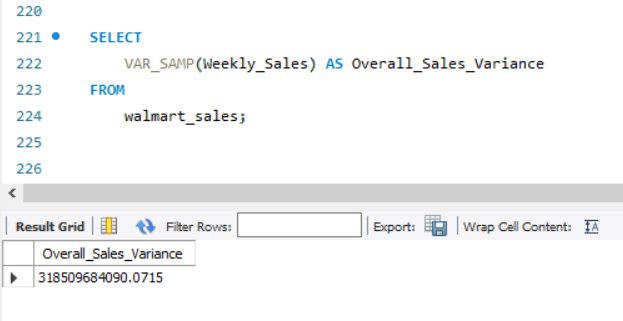 220
221 SELECT
222 VAR_SAMP(Weekly_Sales) AS Overall_Sales_Variance
223 FROM
224 walmart_sales;
225
226
Result Grid Filter Rows: Export: Wrap Cell Content: IA
Overall_Sales_Variance
318509684090.0715